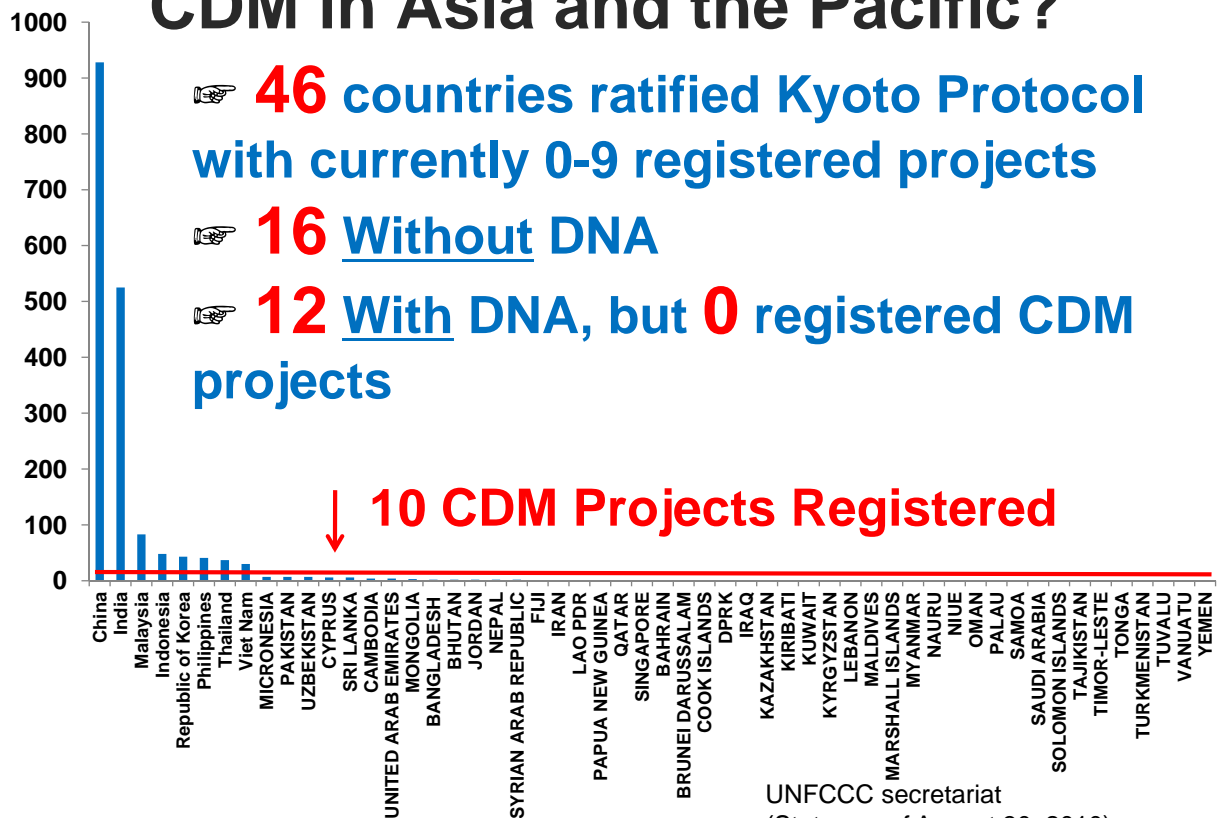 CDM in Asia and the Pacific?
☞ 46 countries ratified Kyoto Protocol
with currently 0-9 registered projects
☞ 16 Without DNA
☞ 12 With DNA, but 0 registered CDM
projects
10 CDM Projects Registered
1000
900
800
700
600
500
400
300
200
100
0
China
India
Malaysia
Indonesia
Republic of Korea
Philippines
Thailand
Viet Nam
MICRONESIA
PAKISTAN
UZBEKISTAN
CYPRUS
SRI LANKA
CAMBODIA
UNITED ARAB EMIRATES
MONGOLIA
BANGLADESH
BHUTAN
JORDAN
NEPAL
SYRIAN ARAB REPUBLIC
FIJI
IRAN
LAO PDR
PAPUA NEW GUINEA
QATAR
SINGAPORE
BAHRAIN
BRUNEI DARUSSALAM
COOK ISLANDS
DPRK
IRAQ
KAZAKHSTAN
KIRIBATI
KUWAIT
KYRGYZSTAN
LEBANON
MALDIVES
MARSHALL ISLANDS
MYANMAR
NAURU
NIUE
OMAN
PALAU
SAMOA
SAUDI ARABIA
SOLOMON ISLANDS
TAJIKISTAN
TIMOR-LESTE
TONGA
TURKMENISTAN
TUVALU
VANUATU
YEMEN
UNFCCC secretariat